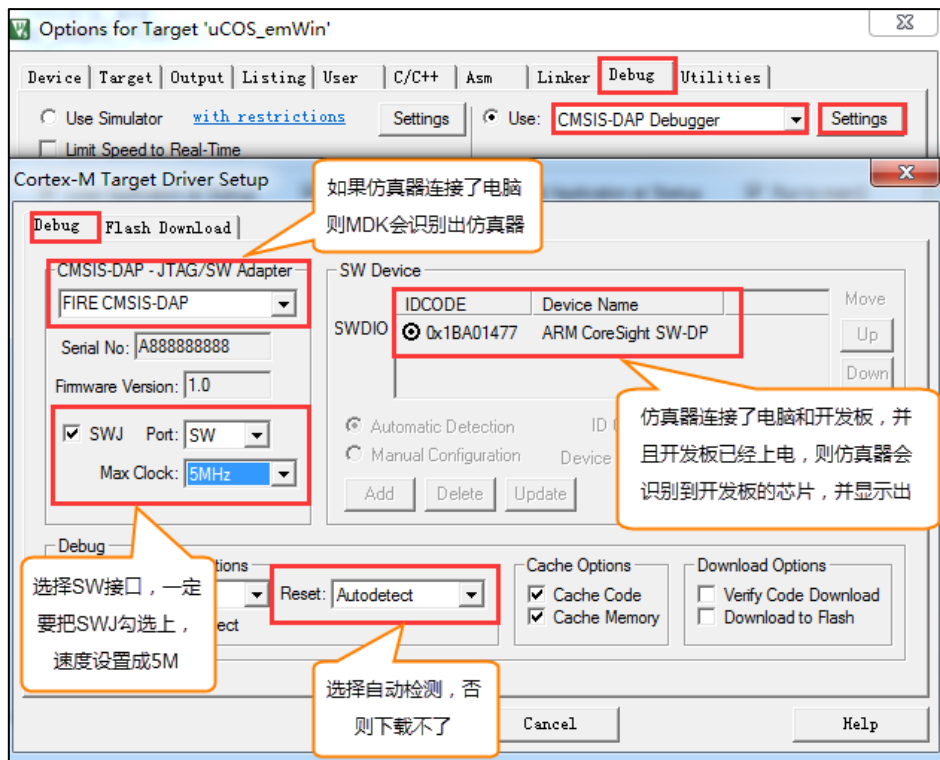 Options for Target 'uCOS_emWin'
Device Target Output Listing User C/C++ Asm Linker Debug Utilities
Use Simulator with restrictions Settings Use: CMSIS-DAP Debugger Settings
Limit Speed to Real-Time
Cortex-M Target Driver Setup
如果仿真器连接了电脑
则MDK会识别出仿真器
Debug Flash Download
CMSIS-DAP - JTAG/SW Adapter
FIRE CMSIS-DAP
Serial No: A888888888
Firmware Version: 1.0
SWJ Port: SW
Max Clock: 5MHz
SW Device
IDCODE Device Name
SWDIO 0x1BA01477 ARM CoreSight SW-DP
Move
Up
Down
Automatic Detection ID
Manual Configuration Device
Add Delete Update
仿真器连接了电脑和开发板，并
且开发板已经上电，则仿真器会
识别到开发板的芯片，并显示出
Debug
Reset: Autodetect
选择SW接口，一定
要把SWJ勾选上，
速度设置成5M
选择自动检测，否
则下载不了
Cache Options
Cache Code
Cache Memory
Download Options
Verify Code Download
Download to Flash
Cancel Help